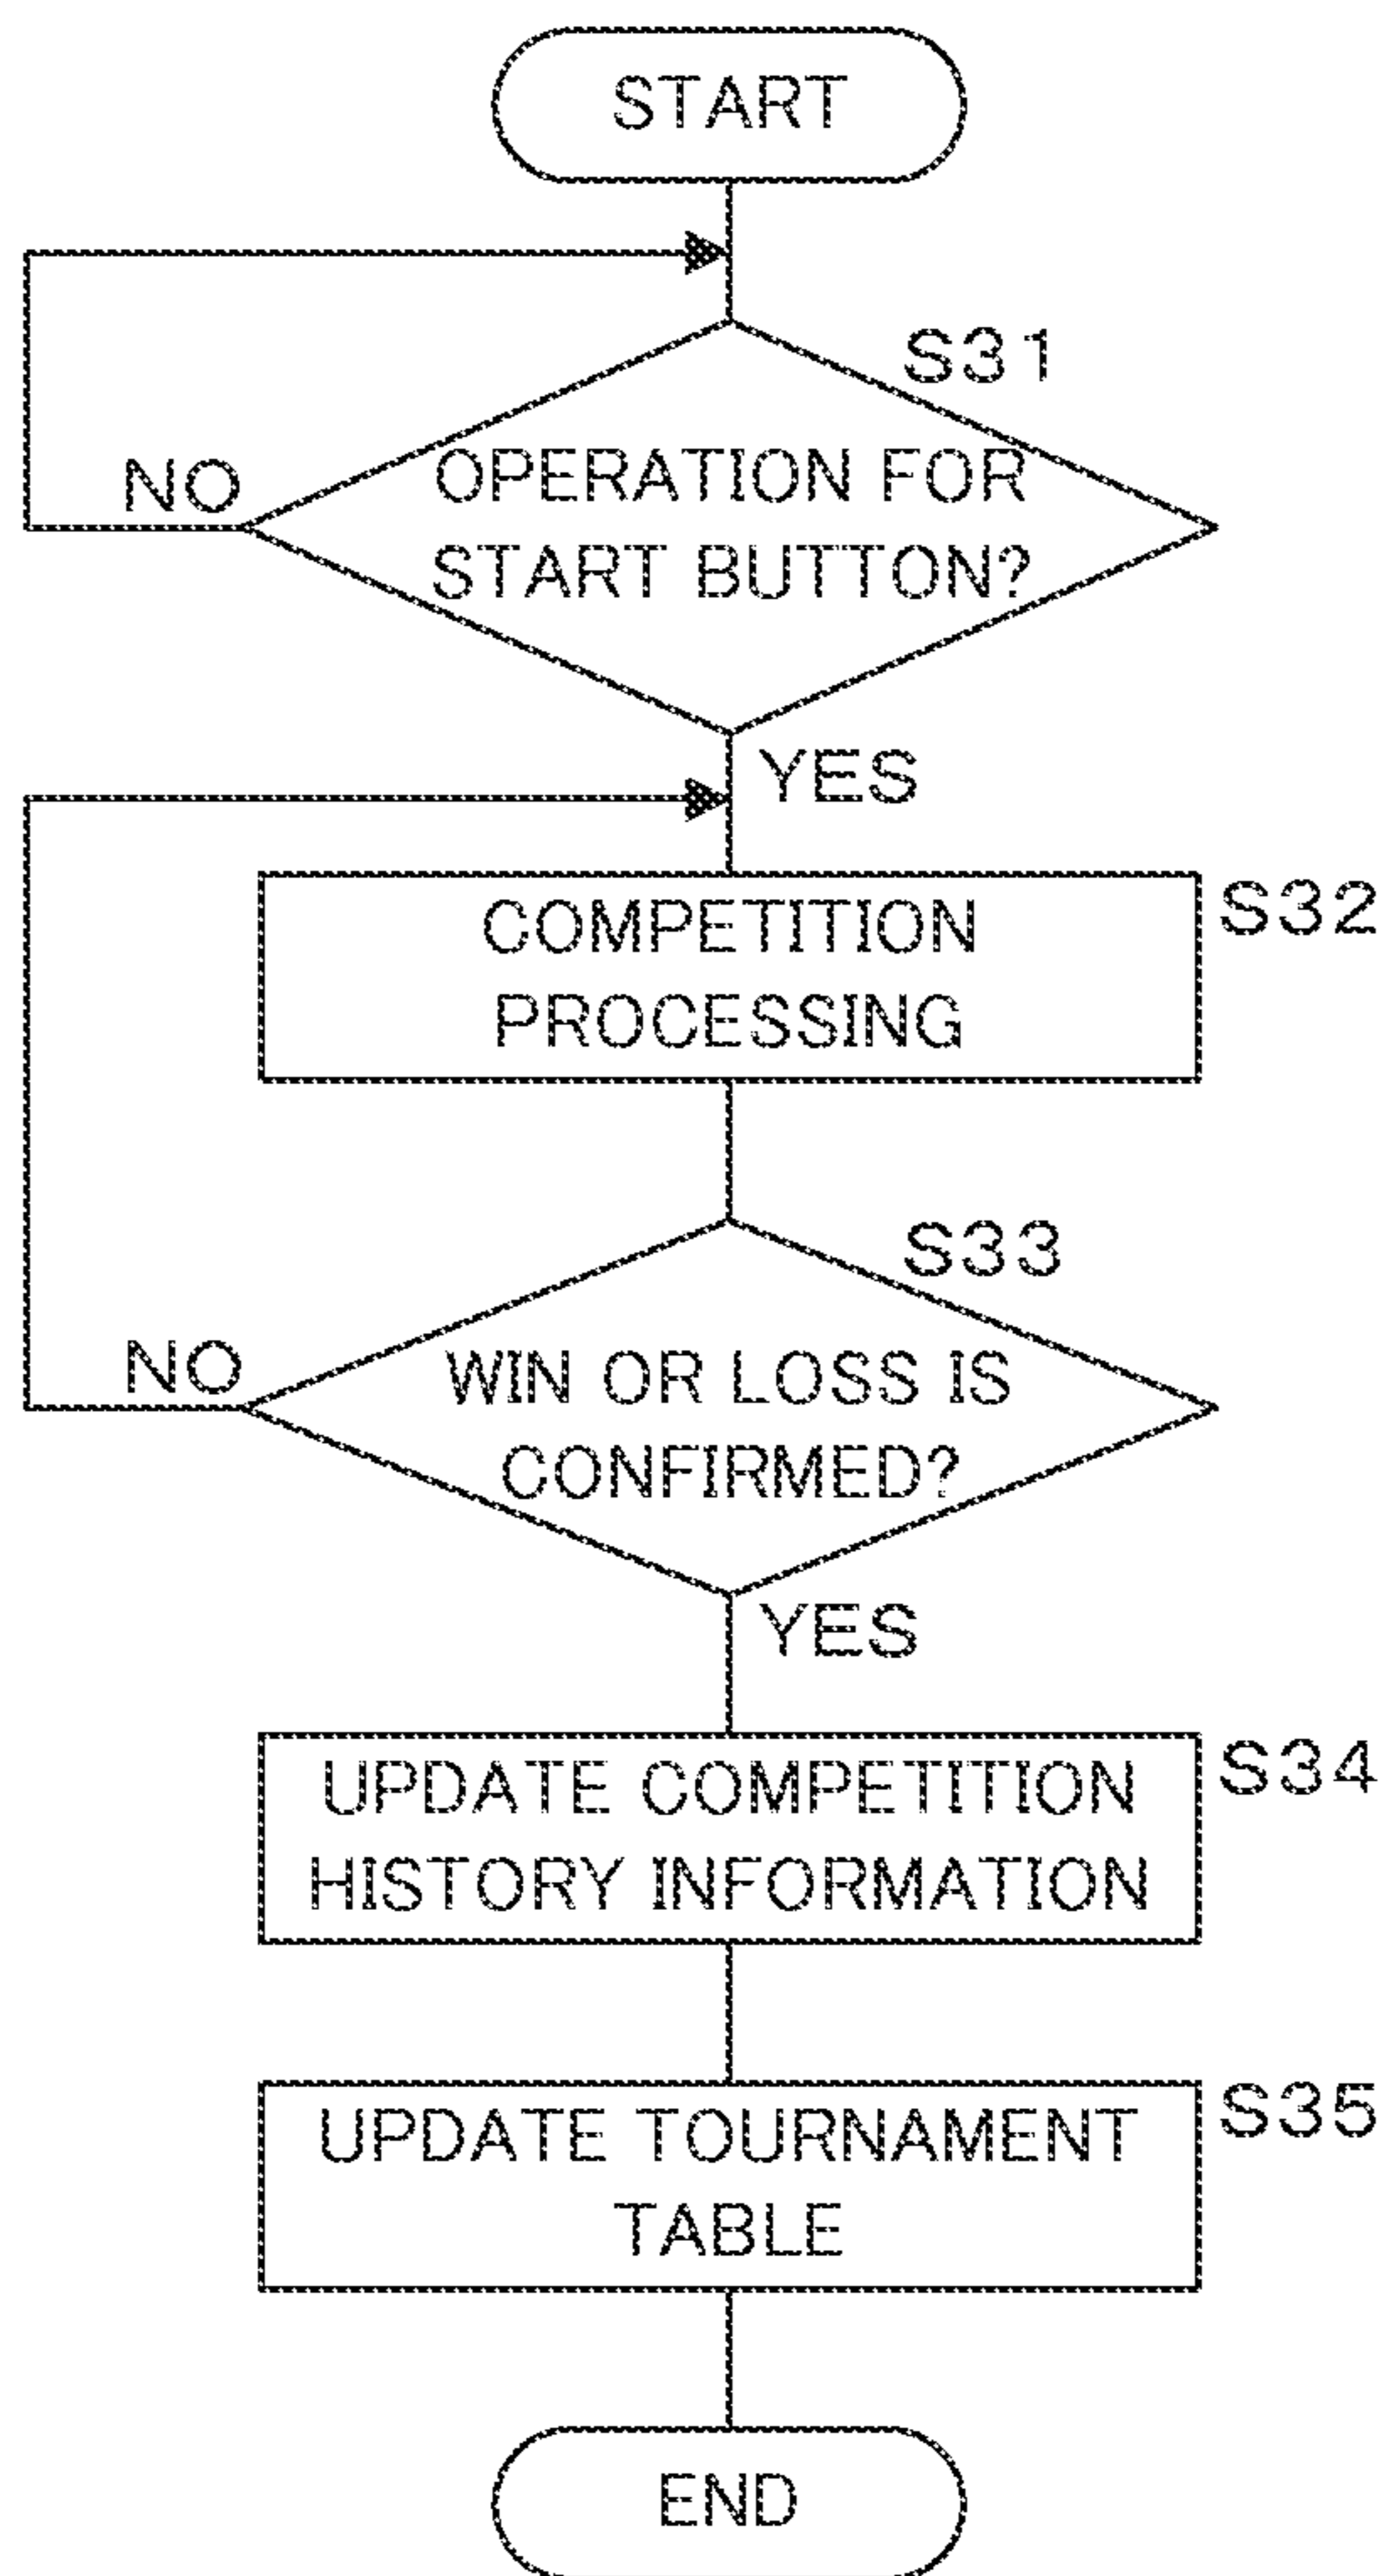 START
S31
NO
OPERATION FOR
START BUTTON?
YES
S32
COMPETITION
PROCESSING
S33
NO
WIN OR LOSS IS
CONFIRMED?
YES
S34
UPDATE COMPETITION
HISTORY INFORMATION
S35
UPDATE TOURNAMENT
TABLE
END